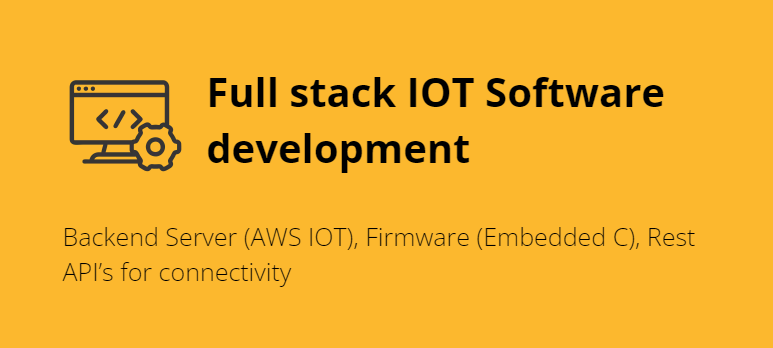 </>
Full stack IOT Software
development
Backend Server (AWS IOT), Firmware (Embedded C), Rest
API’s for connectivity